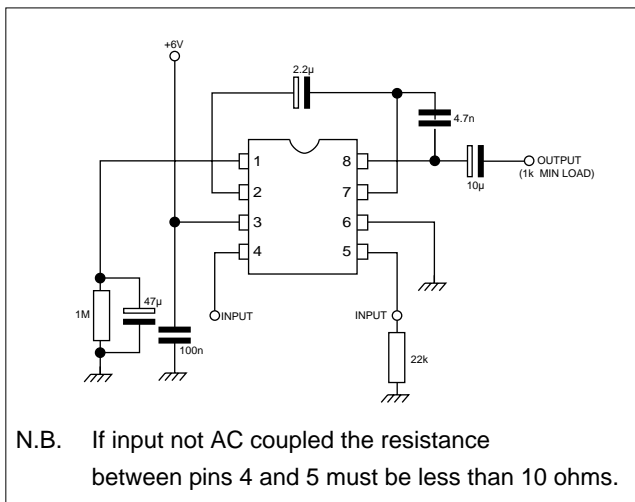 +6V
2.2µ
4.7n
1
8
OUTPUT
(1k MIN LOAD)
10µ
2
7
3
6
4
5
47µ
1M
INPUT
INPUT
100n
22k
N.B. If input not AC coupled the resistance
between pins 4 and 5 must be less than 10 ohms.